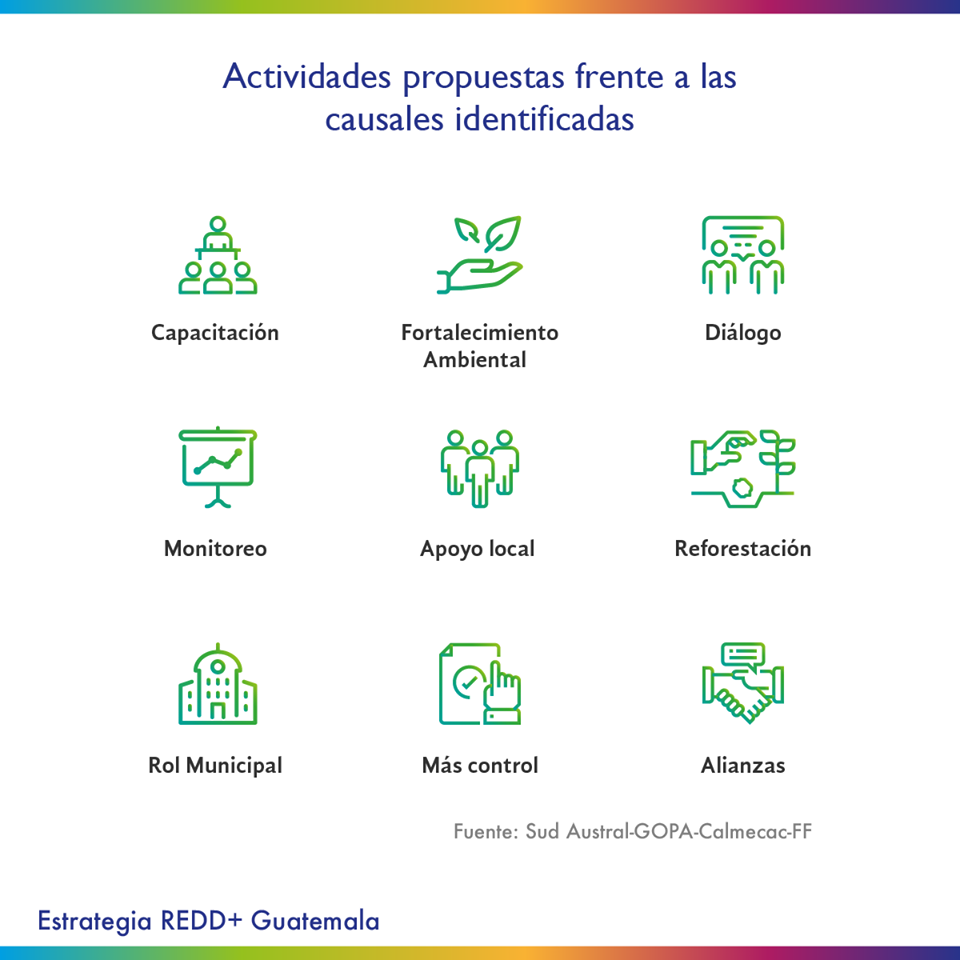 Actividades propuestas frente a las
causales identificadas
Capacitación
Fortalecimiento
Ambiental
Diálogo
Monitoreo
Apoyo local
Reforestación
Rol Municipal
Más control
Alianzas
Fuente: Sud Austral-GOPA-Calmecac-FF
Estrategia REDD+ Guatemala